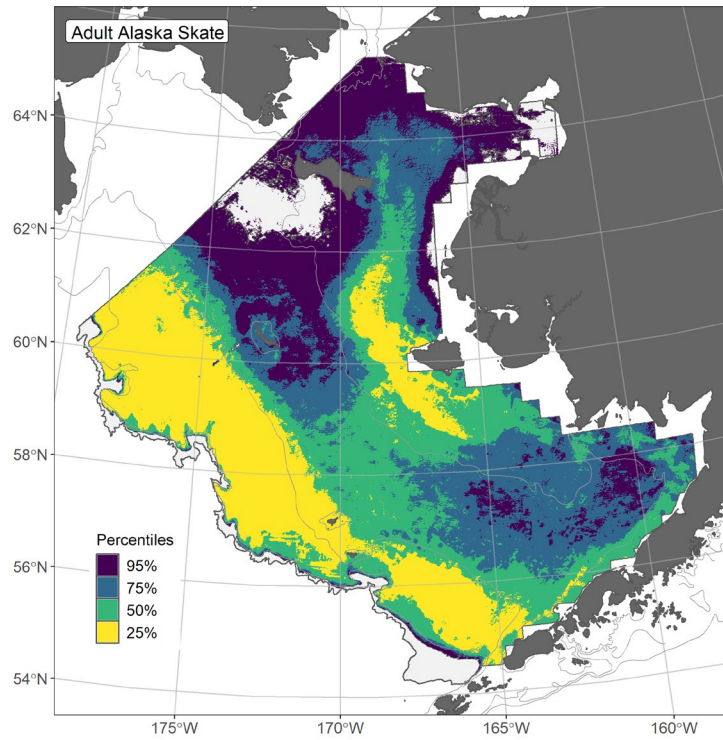 Adult Alaska Skate
64°N
62°N
60°N
58°N
56°N
54°N
Percentiles
95%
75%
50%
25%
175°W
170°W
165°W
160°W